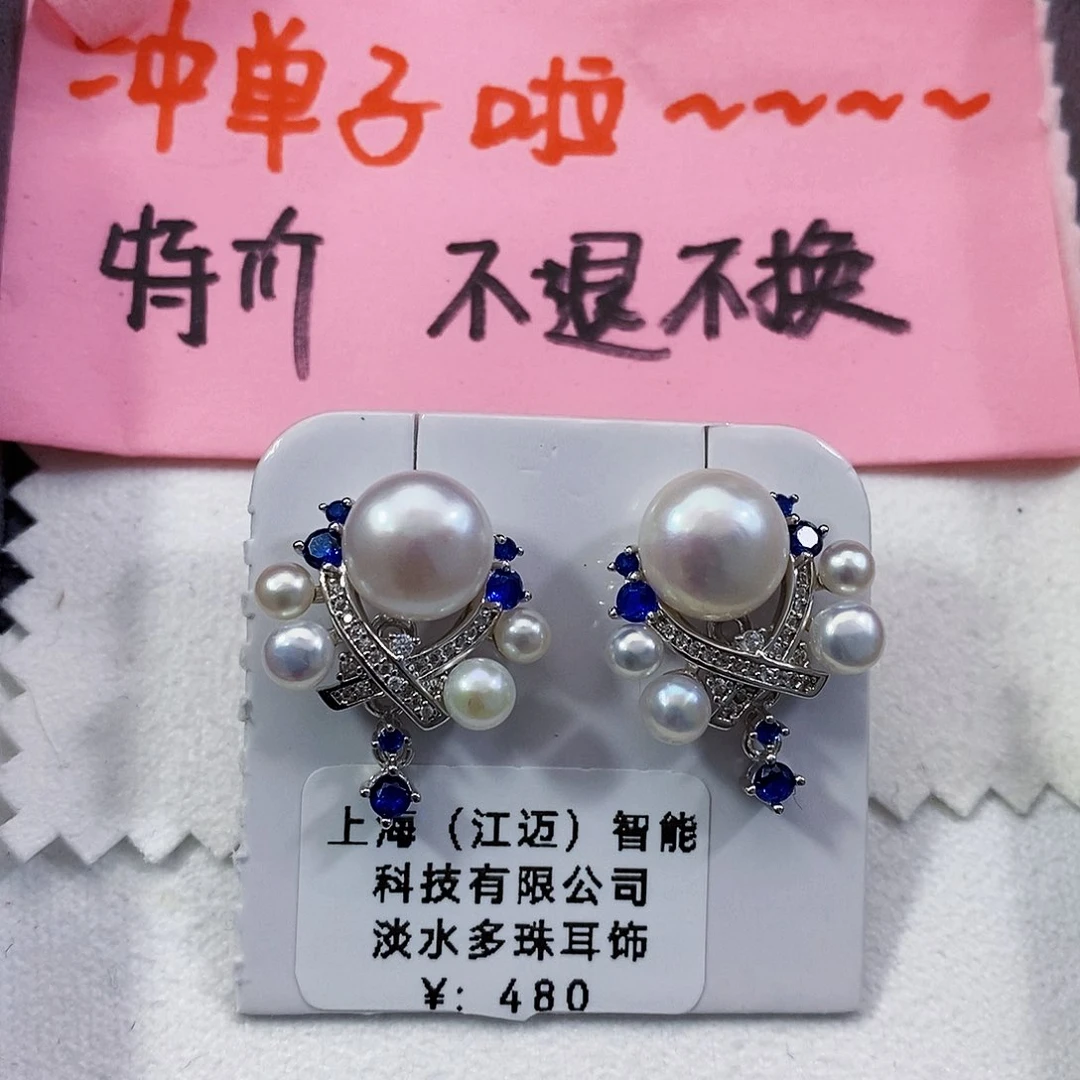 冲单子啦~~~~
特价 不退不换
上海（江迈）智能
科技有限公司
淡水多珠耳饰
¥: 480